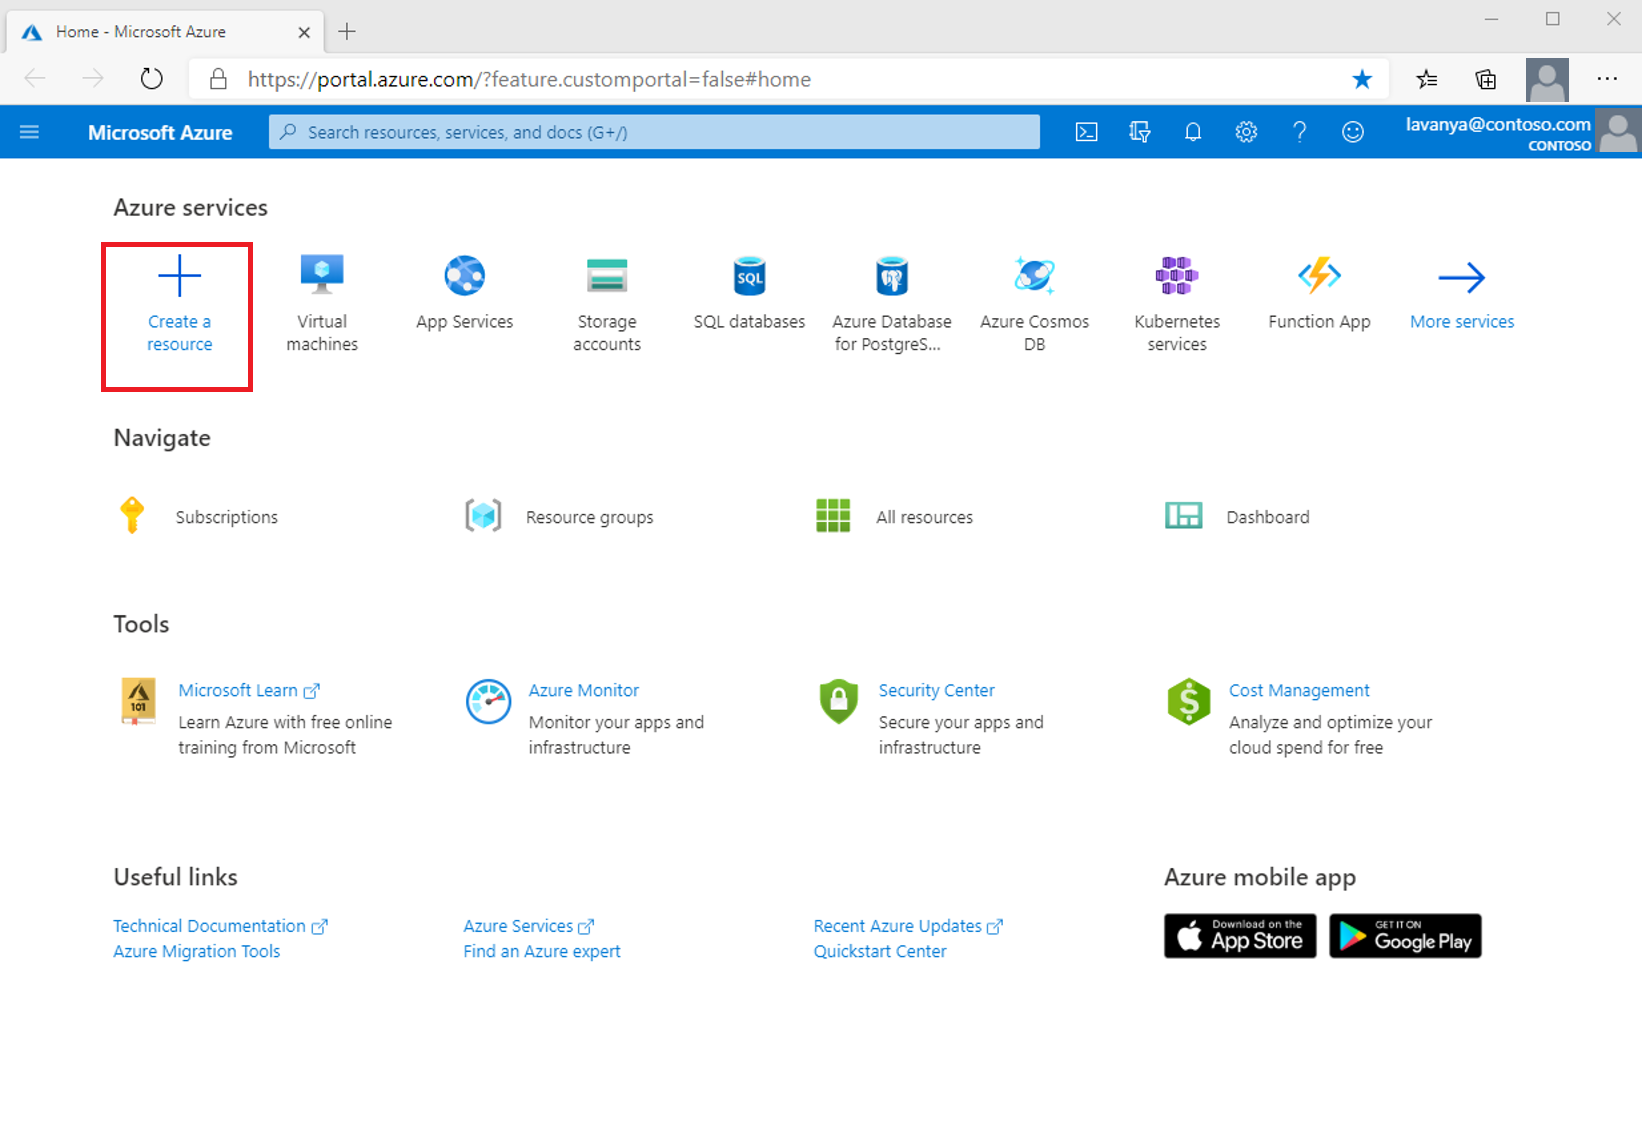 Home - Microsoft Azure
https://portal.azure.com/?feature.customportal=false#home
Microsoft Azure
Search resources, services, and docs (G+/)
lavanya@contoso.com
CONTOSO
Azure services
Create a
resource
Virtual
machines
App Services
Storage
accounts
SQL
SQL databases
Azure Database
for PostgreS...
Azure Cosmos
DB
Kubernetes
services
Function App
More services
Navigate
Subscriptions
Resource groups
All resources
Dashboard
Tools
101
Microsoft Learn
Learn Azure with free online
training from Microsoft
Azure Monitor
Monitor your apps and
infrastructure
Security Center
Secure your apps and
infrastructure
Cost Management
Analyze and optimize your
cloud spend for free
Useful links
Technical Documentation
Azure Migration Tools
Azure Services
Find an Azure expert
Recent Azure Updates
Quickstart Center
Azure mobile app
Download on the
App Store
GET IT ON
Google Play